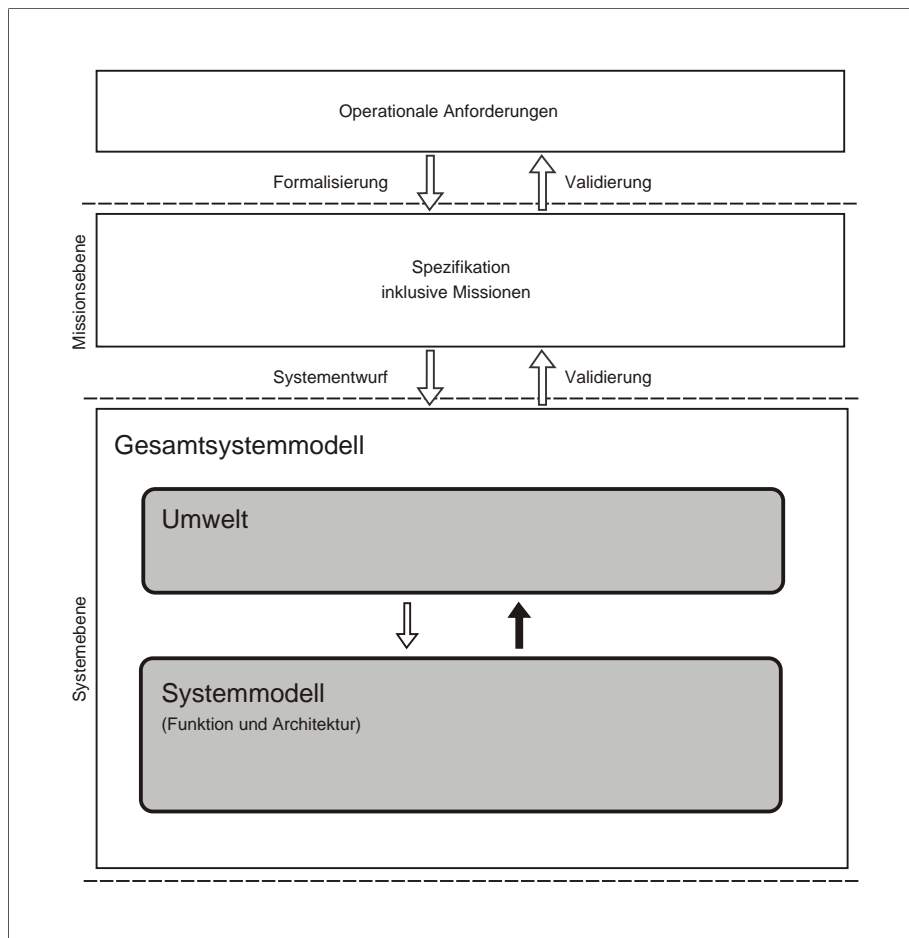 Operationale Anforderungen
Formalisierung
Validierung
Missionsebene
Spezifikation
inklusive Missionen
Systementwurf
Validierung
Systemebene
Gesamtsystemmodell
Umwelt
Systemmodell
(Funktion und Architektur)